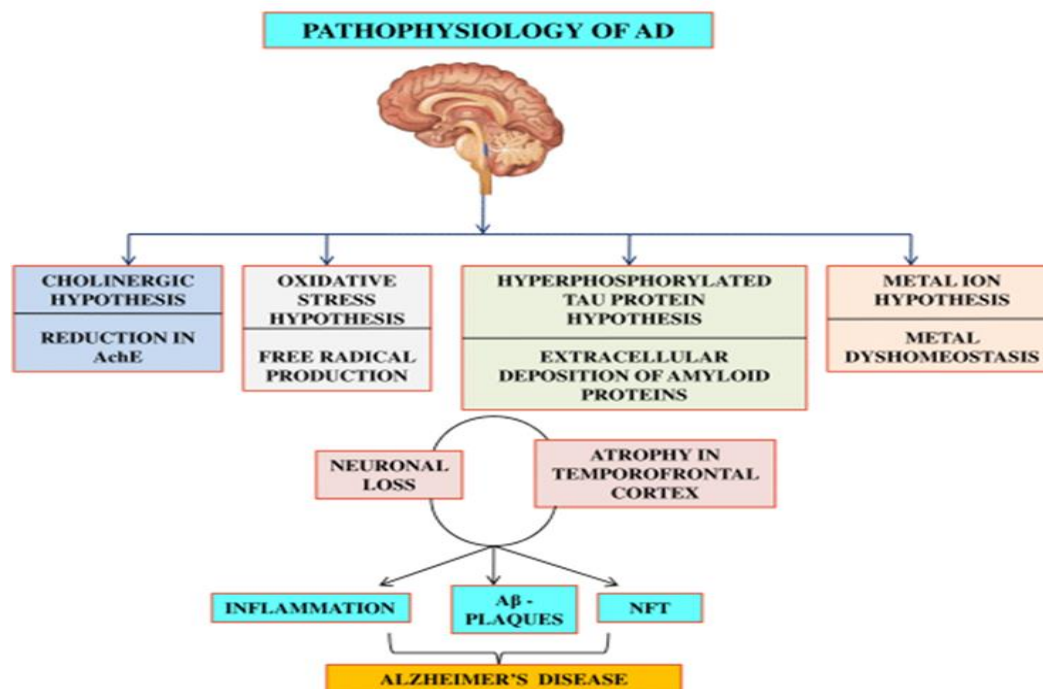 PATHOPHYSIOLOGY OF AD
CHOLINERGIC
HYPOTHESIS
REDUCTION IN
AchE
OXIDATIVE
STRESS
HYPOTHESIS
FREE RADICAL
PRODUCTION
HYPERPHOSPHORYLATED
TAU PROTEIN
HYPOTHESIS
EXTRACELLULAR
DEPOSITION OF AMYLOID
PROTEINS
METAL ION
HYPOTHESIS
METAL
DYSHOMEOSTASIS
NEURONAL
LOSS
ATROPHY IN
TEMPOROFRONTAL
CORTEX
INFLAMMATION
Aβ -
PLAQUES
NFT
ALZHEIMER'S DISEASE